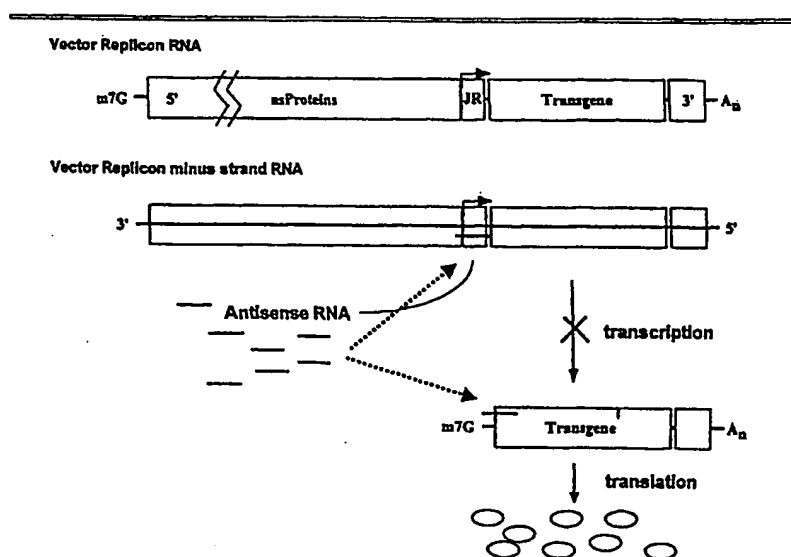 Vector Replicon RNA
m7G 5' nsProteins JR Transgene 3' An
Vector Replicon minus strand RNA
3' 5'
Antisense RNA
transcription
m7G Transgene An
translation